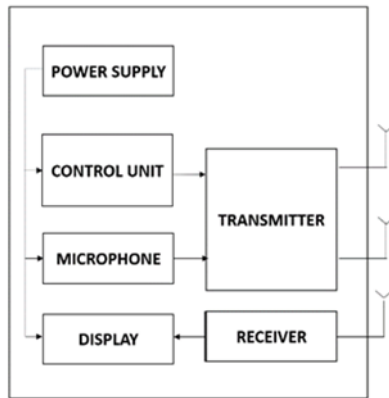 POWER SUPPLY
CONTROL UNIT
TRANSMITTER
MICROPHONE
DISPLAY
RECEIVER